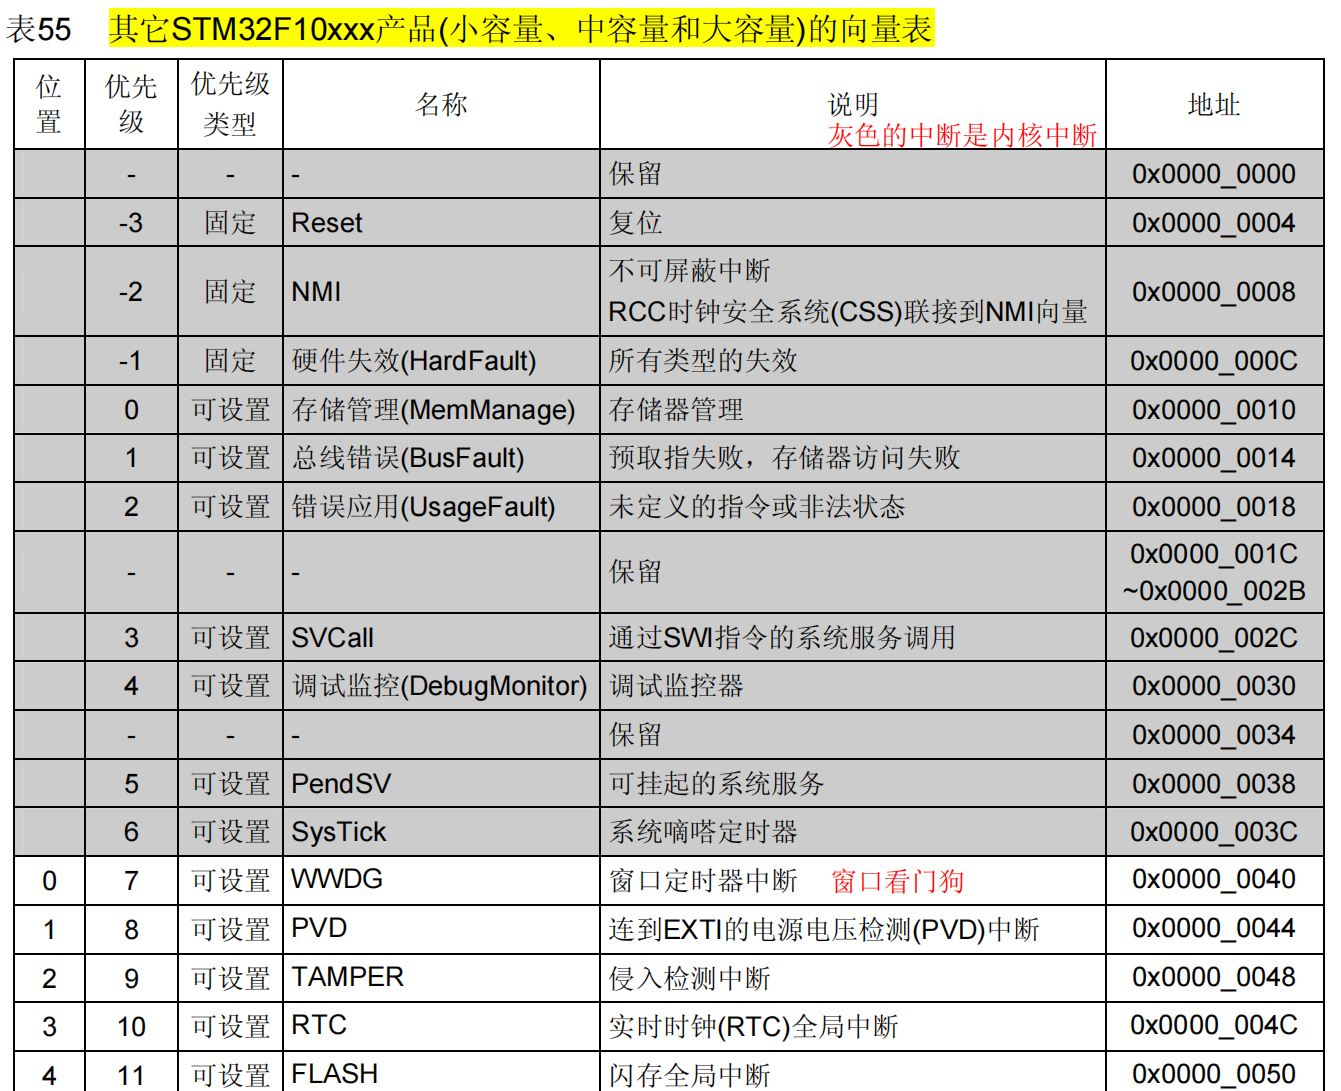 表55 其它STM32F10xxx产品(小容量、中容量和大容量)的向量表
位置 优先级 优先级类型 名称 说明 地址
灰色的中断是内核中断
- - - 保留 0x0000_0000
-3 固定 Reset 复位 0x0000_0004
-2 固定 NMI 不可屏蔽中断 0x0000_0008
RCC时钟安全系统(CSS)联接到NMI向量
-1 固定 硬件失效(HardFault) 所有类型的失效 0x0000_000C
0 可设置 存储管理(MemManage) 存储器管理 0x0000_0010
1 可设置 总线错误(BusFault) 预取指失败，存储器访问失败 0x0000_0014
2 可设置 错误应用(UsageFault) 未定义的指令或非法状态 0x0000_0018
- - - 保留 0x0000_001C
~0x0000_002B
3 可设置 SVCall 通过SWI指令的系统服务调用 0x0000_002C
4 可设置 调试监控(DebugMonitor) 调试监控器 0x0000_0030
- - - 保留 0x0000_0034
5 可设置 PendSV 可挂起的系统服务 0x0000_0038
6 可设置 SysTick 系统嘀嗒定时器 0x0000_003C
0 7 可设置 WWDG 窗口定时器中断 窗口看门狗 0x0000_0040
1 8 可设置 PVD 连到EXTI的电源电压检测(PVD)中断 0x0000_0044
2 9 可设置 TAMPER 侵入检测中断 0x0000_0048
3 10 可设置 RTC 实时时钟(RTC)全局中断 0x0000_004C
4 11 可设置 FLASH 闪存全局中断 0x0000_0050